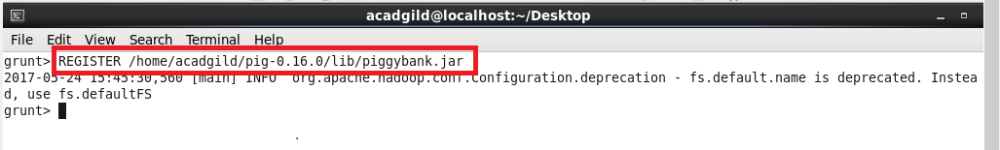 acadgild@localhost:~/Desktop
File Edit View Search Terminal Help
grunt> REGISTER /home/acadgild/pig-0.16.0/lib/piggybank.jar
2017-05-24 15:45:30,560 [main] INFO  org.apache.hadoop.conf.Configuration.deprecation - fs.default.name is deprecated. Instea
d, use fs.defaultFS
grunt>